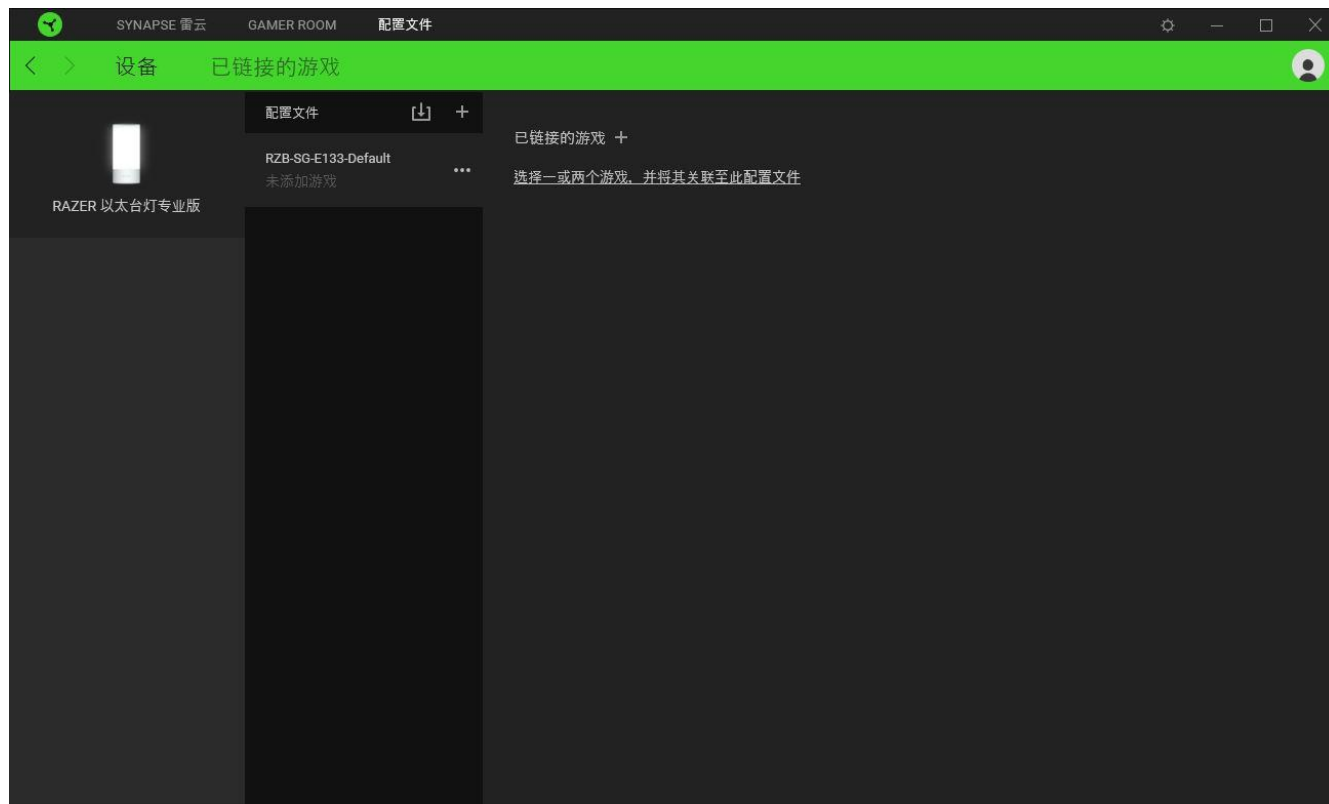 SYNAPSE 雷云 GAMER ROOM 配置文件
设备 已链接的游戏
RAZER 以太台灯专业版
配置文件
RZB-SG-E133-Default
未添加游戏
已链接的游戏 +
选择一或两个游戏，并将其关联至此配置文件